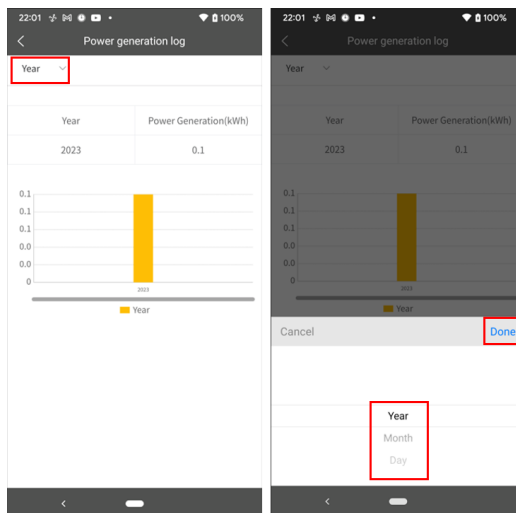 22:01 100%
Power generation log
Year
Year Power Generation(kWh)
2023 0.1
0.1
0.1
0.1
0.0
0.0
0
2023
Year
22:01 100%
Power generation log
Year
Year Power Generation(kWh)
2023 0.1
0.1
0.1
0.1
0.0
0.0
0
2023
Year
Cancel Done
Year
Month
Day